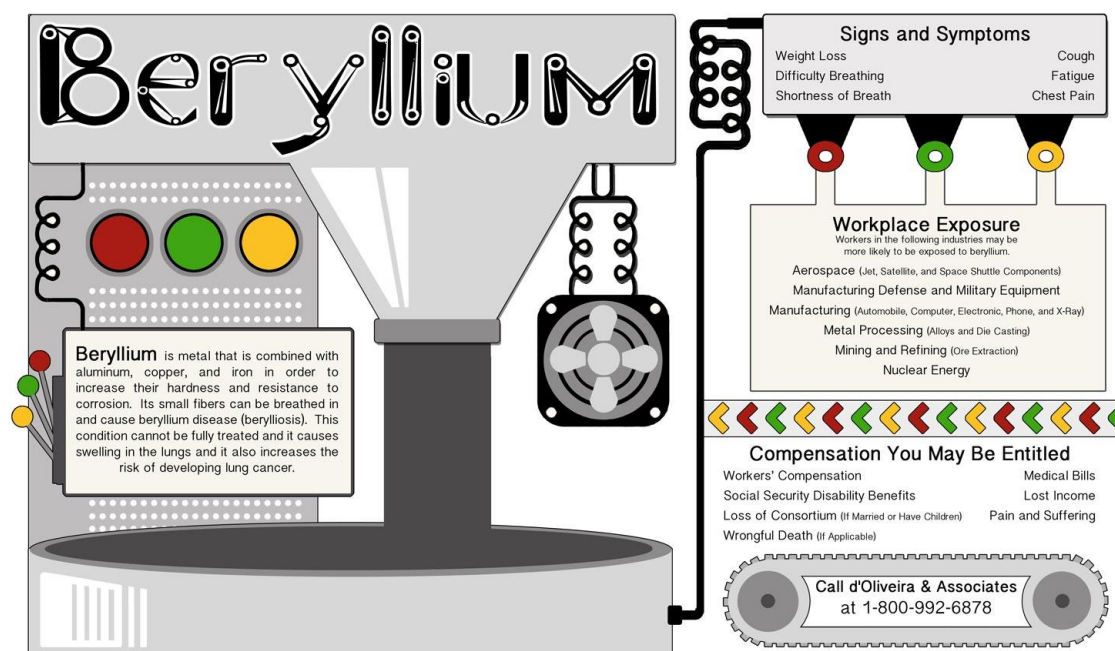 Beryllium
Beryllium is metal that is combined with
aluminum, copper, and iron in order to
increase their hardness and resistance to
corrosion. Its small fibers can be breathed in
and cause beryllium disease (berylliosis). This
condition cannot be fully treated and it causes
swelling in the lungs and it also increases the
risk of developing lung cancer.
Signs and Symptoms
Weight Loss
Cough
Difficulty Breathing
Fatigue
Shortness of Breath
Chest Pain
Workplace Exposure
Workers in the following industries may be
more likely to be exposed to beryllium.
Aerospace (Jet, Satellite, and Space Shuttle Components)
Manufacturing Defense and Military Equipment
Manufacturing (Automobile, Computer, Electronic, Phone, and X-Ray)
Metal Processing (Alloys and Die Casting)
Mining and Refining (Ore Extraction)
Nuclear Energy
Compensation You May Be Entitled
Workers' Compensation
Medical Bills
Social Security Disability Benefits
Lost Income
Loss of Consortium (If Married or Have Children)
Pain and Suffering
Wrongful Death (If Applicable)
Call d'Oliveira & Associates
at 1-800-992-6878